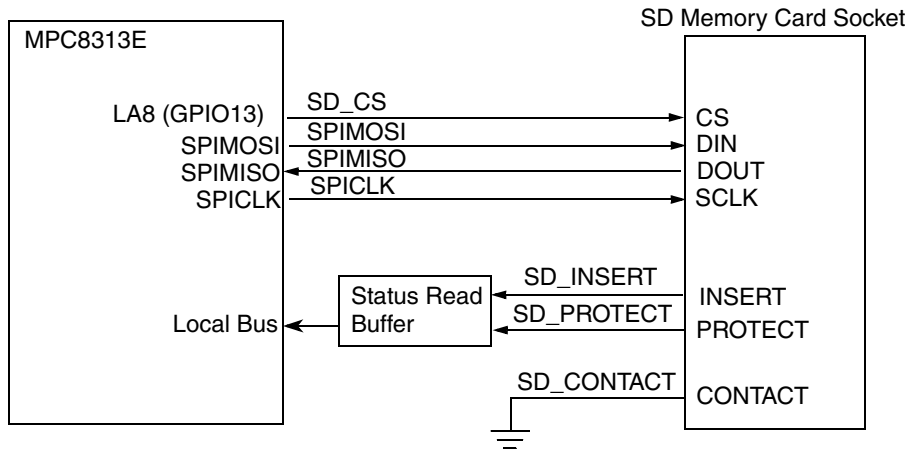 SD Memory Card Socket
MPC8313E
LA8 (GPIO13)
SD_CS
CS
SPIMOSI
SPIMOSI
DIN
SPIMISO
SPIMISO
DOUT
SPICLK
SPICLK
SCLK
Local Bus
Status Read
Buffer
SD_INSERT
INSERT
SD_PROTECT
PROTECT
SD_CONTACT
CONTACT